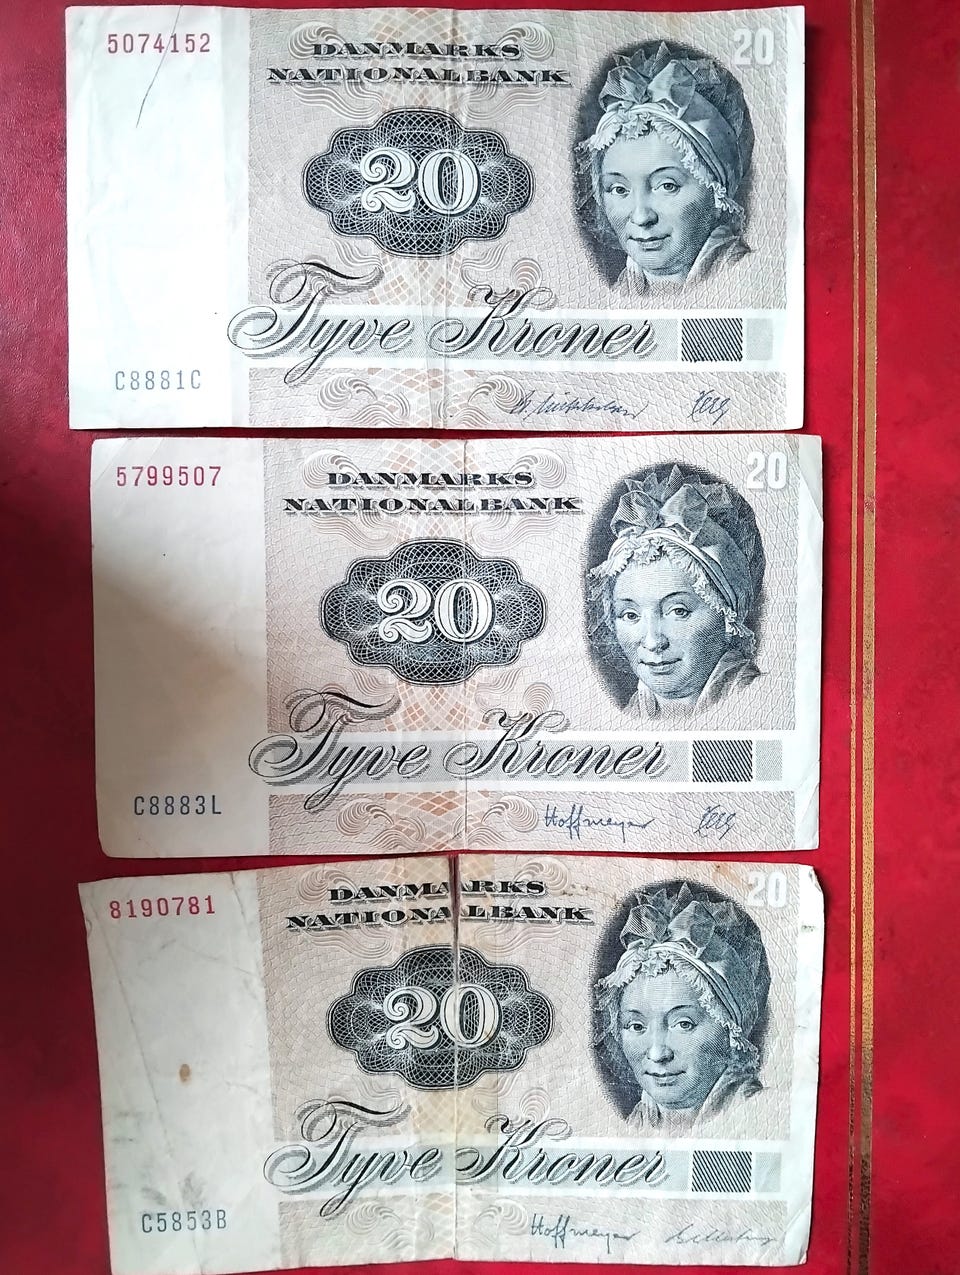 5074152
DANMARKS
NATIONALBANK
20
20
Tyve Kroner
C8881C
5799507
DANMARKS
NATIONALBANK
20
20
Tyve Kroner
C8883L
Hoffmeyer
8190781
DANMARKS
NATIONALBANK
20
20
Tyve Kroner
C5853B
Hoffmeyer